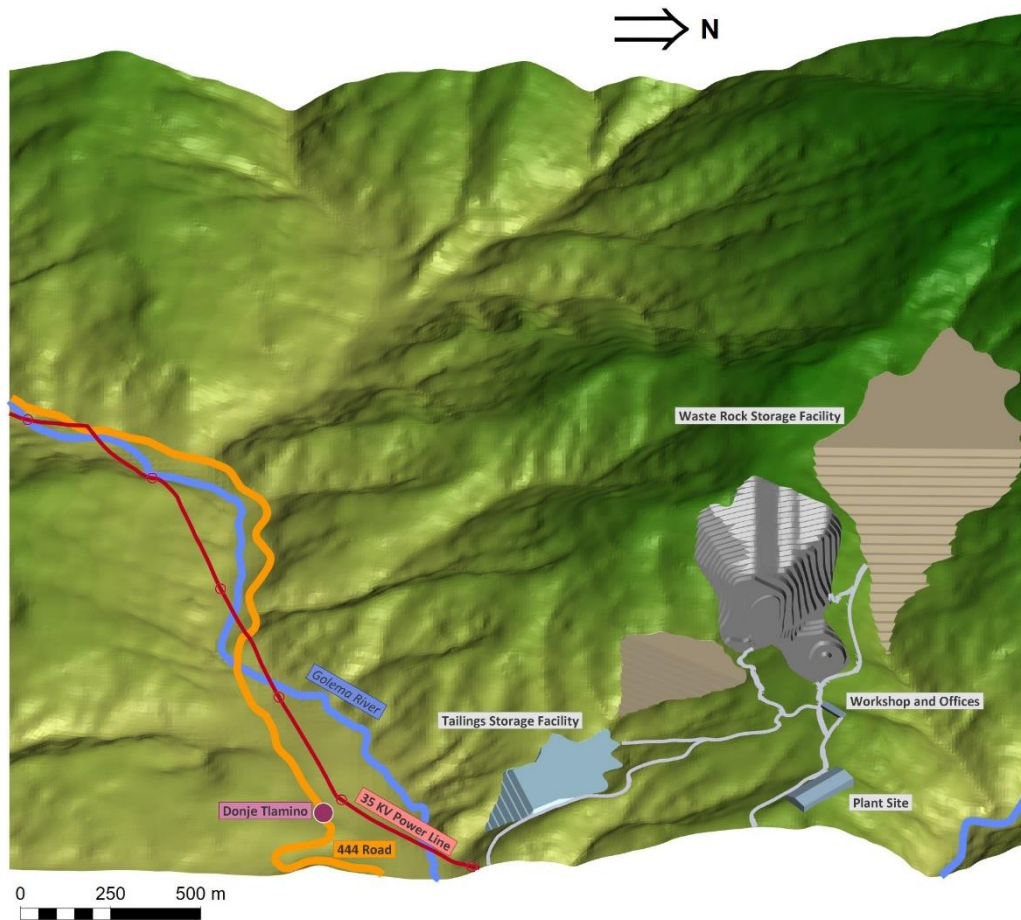 N
Waste Rock Storage Facility
Golema River
Workshop and Offices
Tailings Storage Facility
Plant Site
Donje Tlamino
35 KV Power Line
444 Road
0 250 500 m